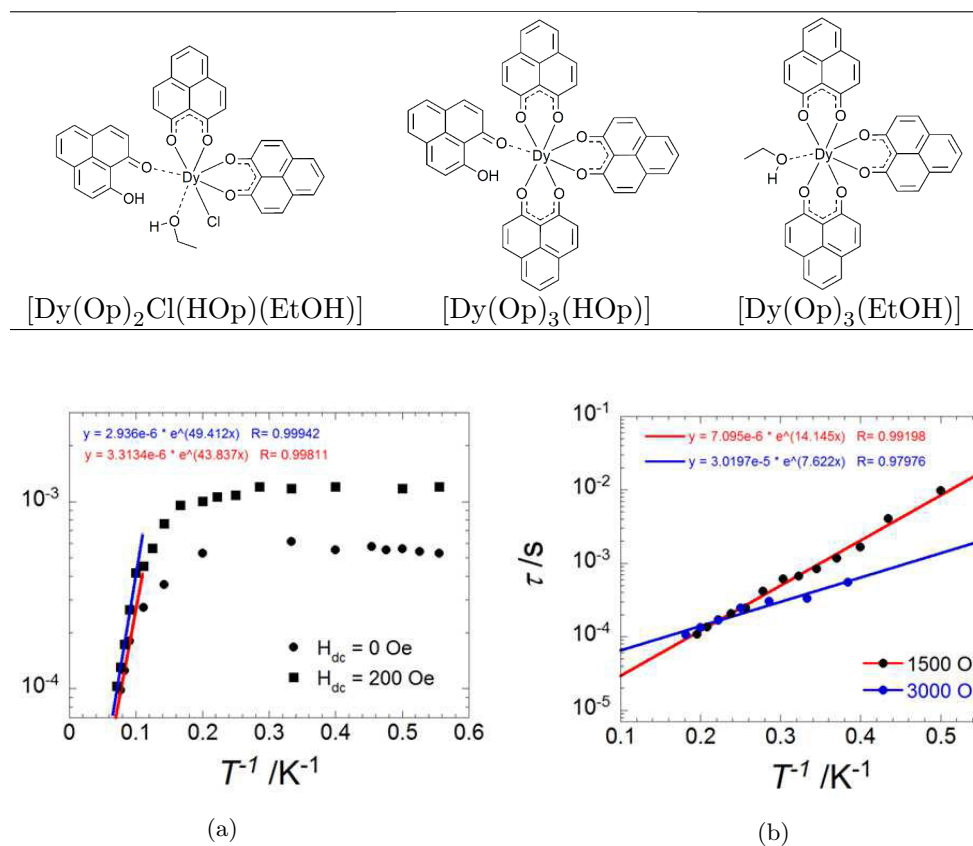 O O
O
OH
O
Dy
O
O
H O
Cl
[Dy(Op)₂Cl(HOp)(EtOH)]
O O
O
OH
Dy
O
O
O O
[Dy(Op)₃(HOp)]
O O
O
H
Dy
O
O
O O
[Dy(Op)₃(EtOH)]
y = 2.936e-6 * e^(49.412x) R= 0.99942
y = 3.3134e-6 * e^(43.837x) R= 0.99811
10⁻³
10⁻⁴
H_dc = 0 Oe
H_dc = 200 Oe
0 0.1 0.2 0.3 0.4 0.5 0.6
T⁻¹ /K⁻¹
(a)
y = 7.095e-6 * e^(14.145x) R= 0.99198
y = 3.0197e-5 * e^(7.622x) R= 0.97976
10⁻¹
10⁻²
10⁻³
10⁻⁴
10⁻⁵
τ /s
1500 O
3000 O
0.1 0.2 0.3 0.4 0.5
T⁻¹ /K⁻¹
(b)